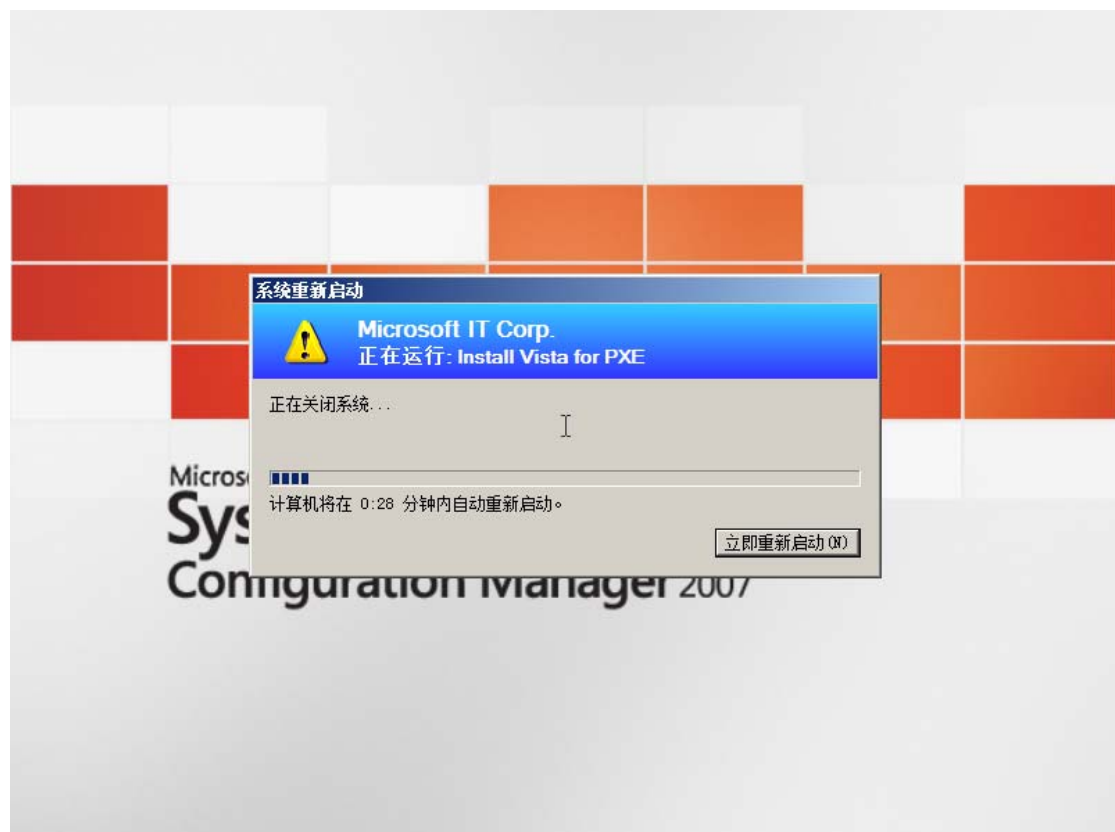 系统重新启动
Microsoft IT Corp.
正在运行: Install Vista for PXE
正在关闭系统...
计算机将在 0:28 分钟内自动重新启动。
立即重新启动(N)
Configuration Manager 2007